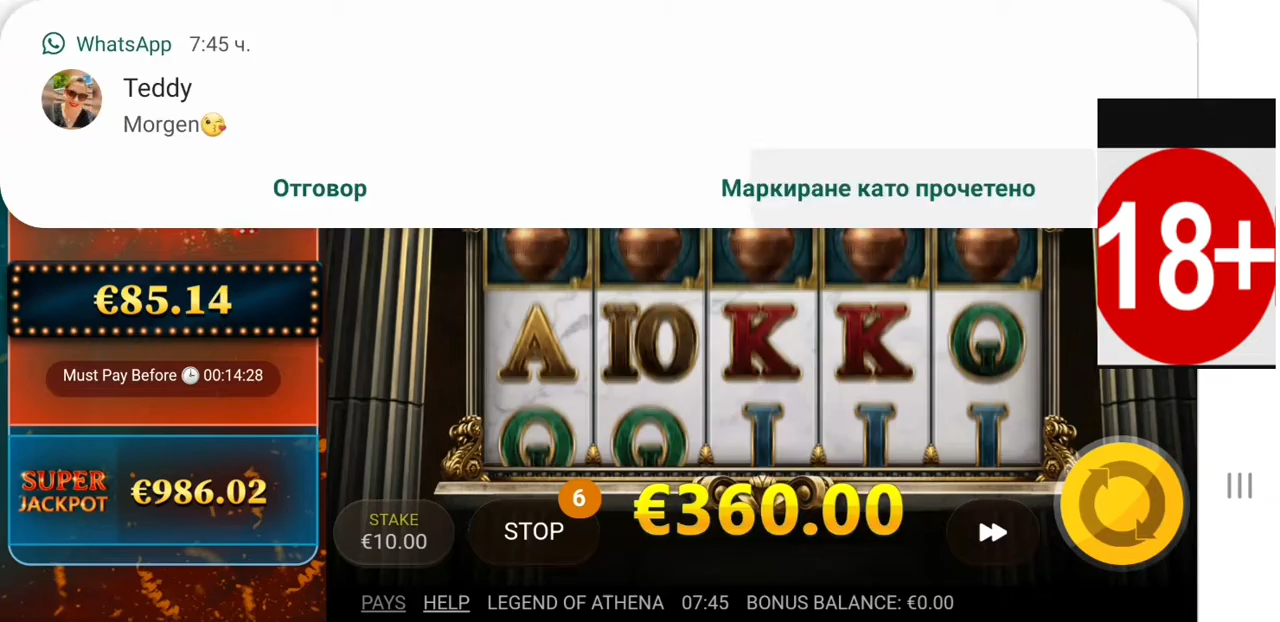 WhatsApp 7:45 ч.
Teddy
Morgen😘
Отговор Маркиране като прочетено
18+
€85.14
Must Pay Before 00:14:28
SUPER JACKPOT €986.02
A 10 K K Q
Q Q J J J
STAKE
€10.00
STOP
6
€360.00
PAYS HELP LEGEND OF ATHENA 07:45 BONUS BALANCE: €0.00